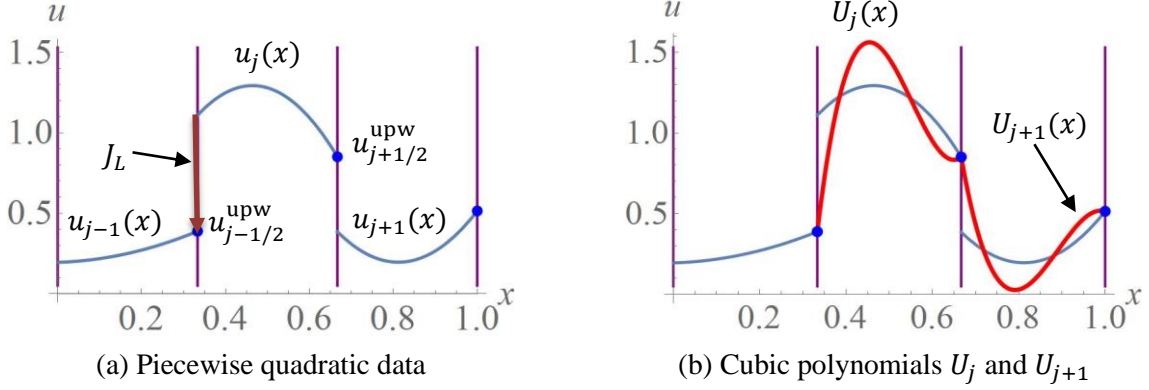 u
1.5
1.0
0.5
u_j(x)
u^{upw}_{j+1/2}
J_L
u_{j-1}(x)
u^{upw}_{j-1/2}
u_{j+1}(x)
0.2 0.4 0.6 0.8 1.0 x
(a) Piecewise quadratic data
U_j(x)
u
1.5
1.0
0.5
U_{j+1}(x)
0.2 0.4 0.6 0.8 1.0 x
(b) Cubic polynomials U_j and U_{j+1}